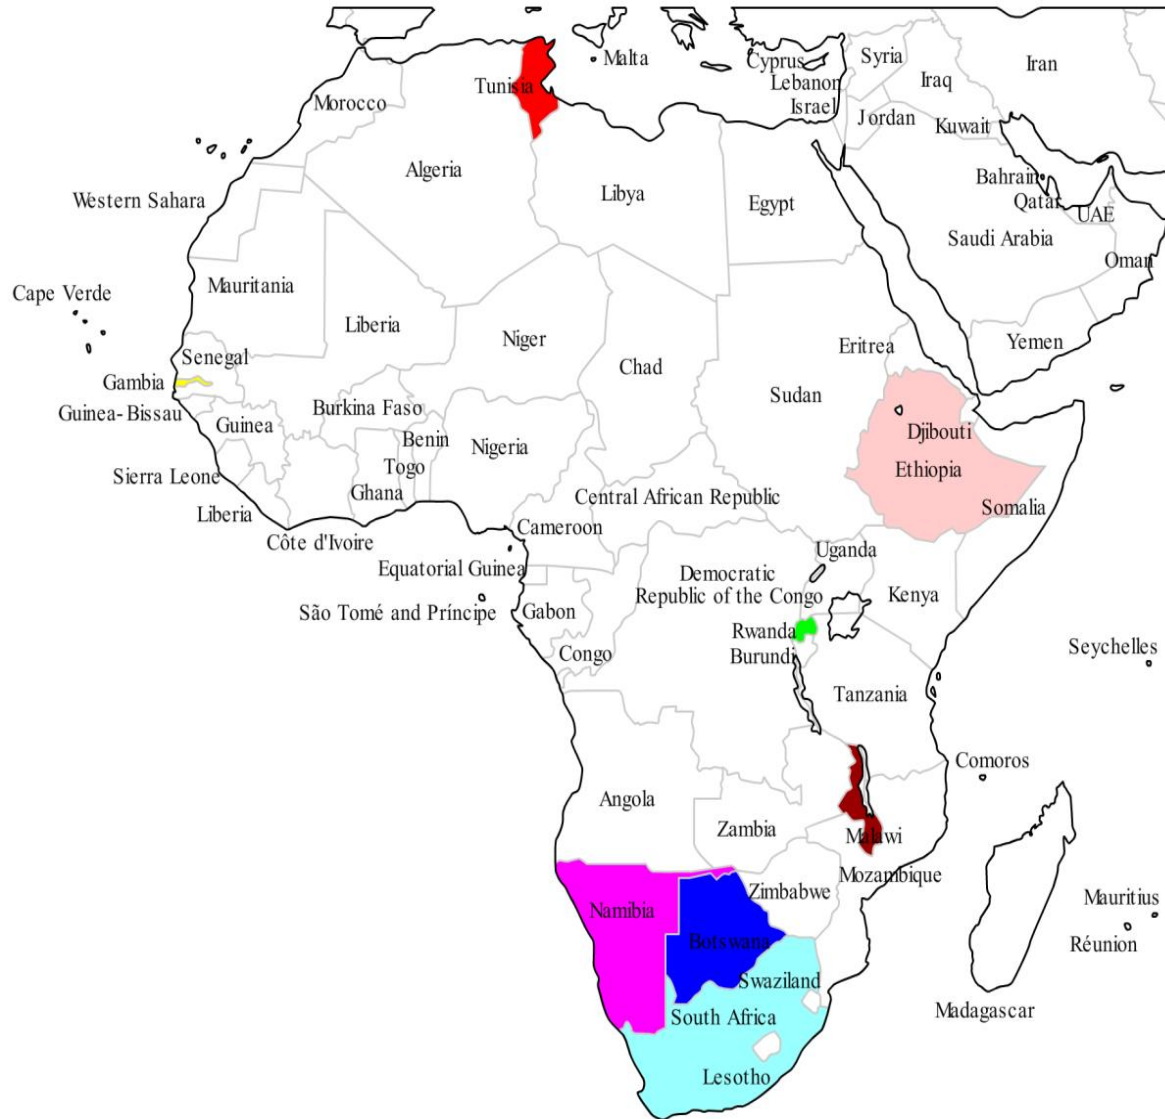 Malta
Cyprus
Syria
Iran
Lebanon
Iraq
Tunisia
Morocco
Israel
Jordan
Kuwait
Algeria
Bahrain
Libya
Western Sahara
Egypt
Qatar
UAE
Saudi Arabia
Oman
Mauritania
Cape Verde
Liberia
Niger
Yemen
Eritrea
Senegal
Chad
Gambia
Sudan
Guinea-Bissau
Burkina Faso
Guinea
Djibouti
Benin
Nigeria
Togo
Ethiopia
Sierra Leone
Ghana
Central African Republic
Somalia
Liberia
Cameroon
Côte d'Ivoire
Uganda
Equatorial Guinea
Democratic
Republic of the Congo
Kenya
São Tomé and Príncipe
Gabon
Rwanda
Seychelles
Congo
Burundi
Tanzania
Comoros
Angola
Zambia
Malawi
Mozambique
Zimbabwe
Mauritius
Namibia
Botswana
Réunion
Swaziland
Madagascar
South Africa
Lesotho